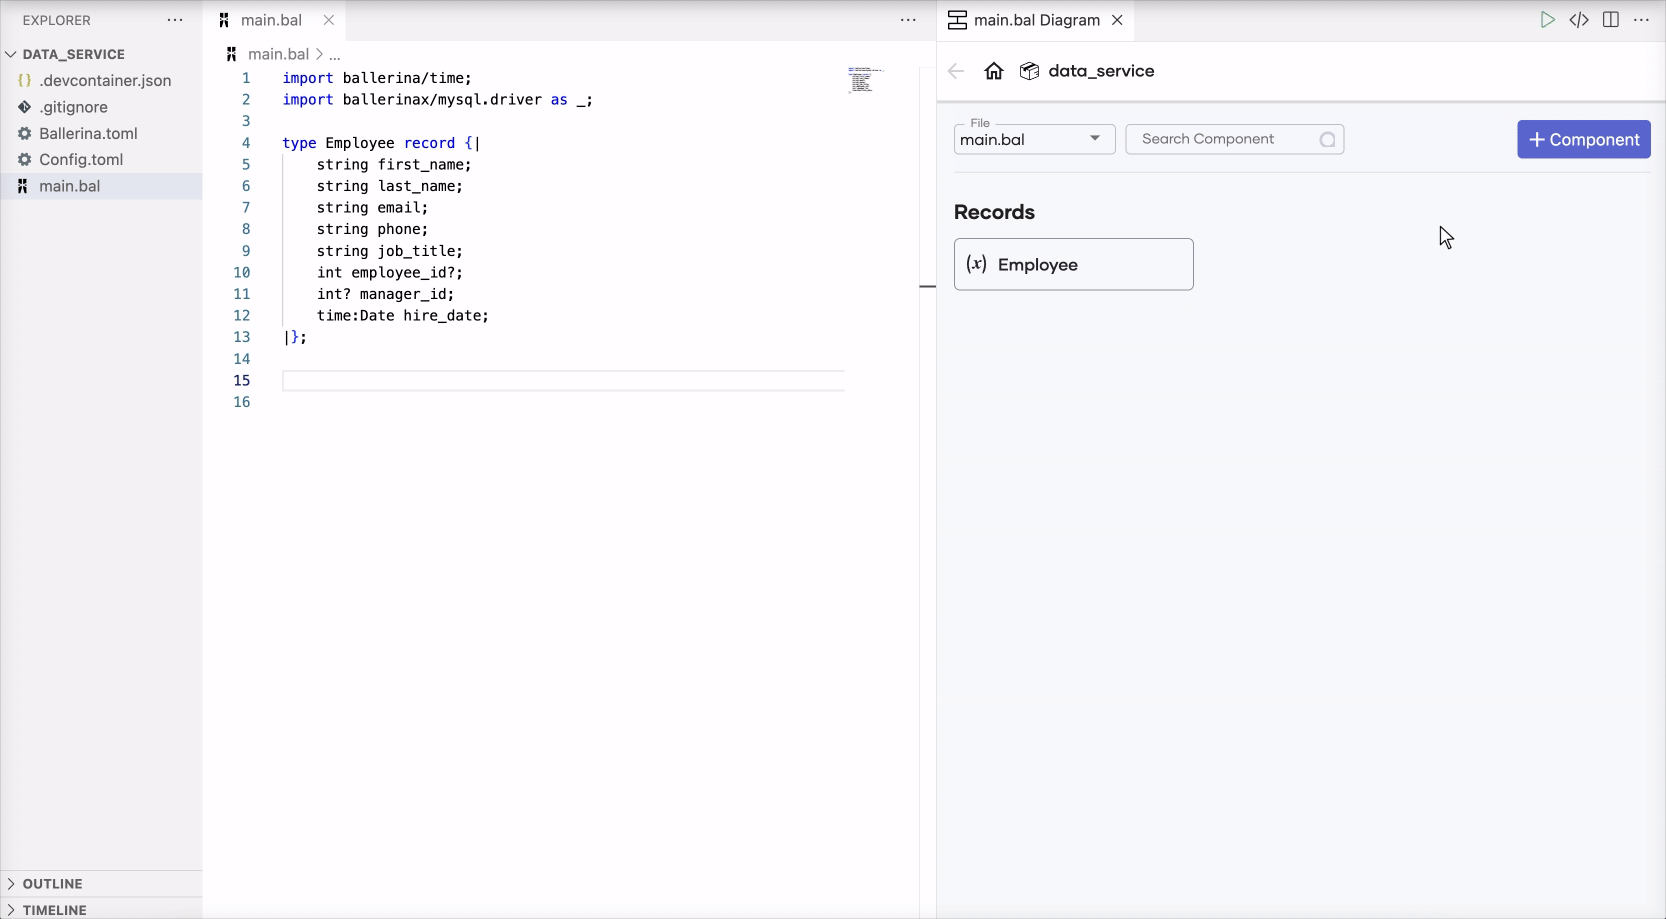 EXPLORER ...
DATA_SERVICE
{} .devcontainer.json
.gitignore
Ballerina.toml
Config.toml
main.bal
OUTLINE
TIMELINE
main.bal
...
main.bal > ...
1 import ballerina/time;
2 import ballerinax/mysql.driver as _;
3
4 type Employee record {|
5     string first_name;
6     string last_name;
7     string email;
8     string phone;
9     string job_title;
10     int employee_id?;
11     int? manager_id;
12     time:Date hire_date;
13 |};
14
15
16
main.bal Diagram
...
data_service
File
main.bal
Search Component
+ Component
Records
(x) Employee